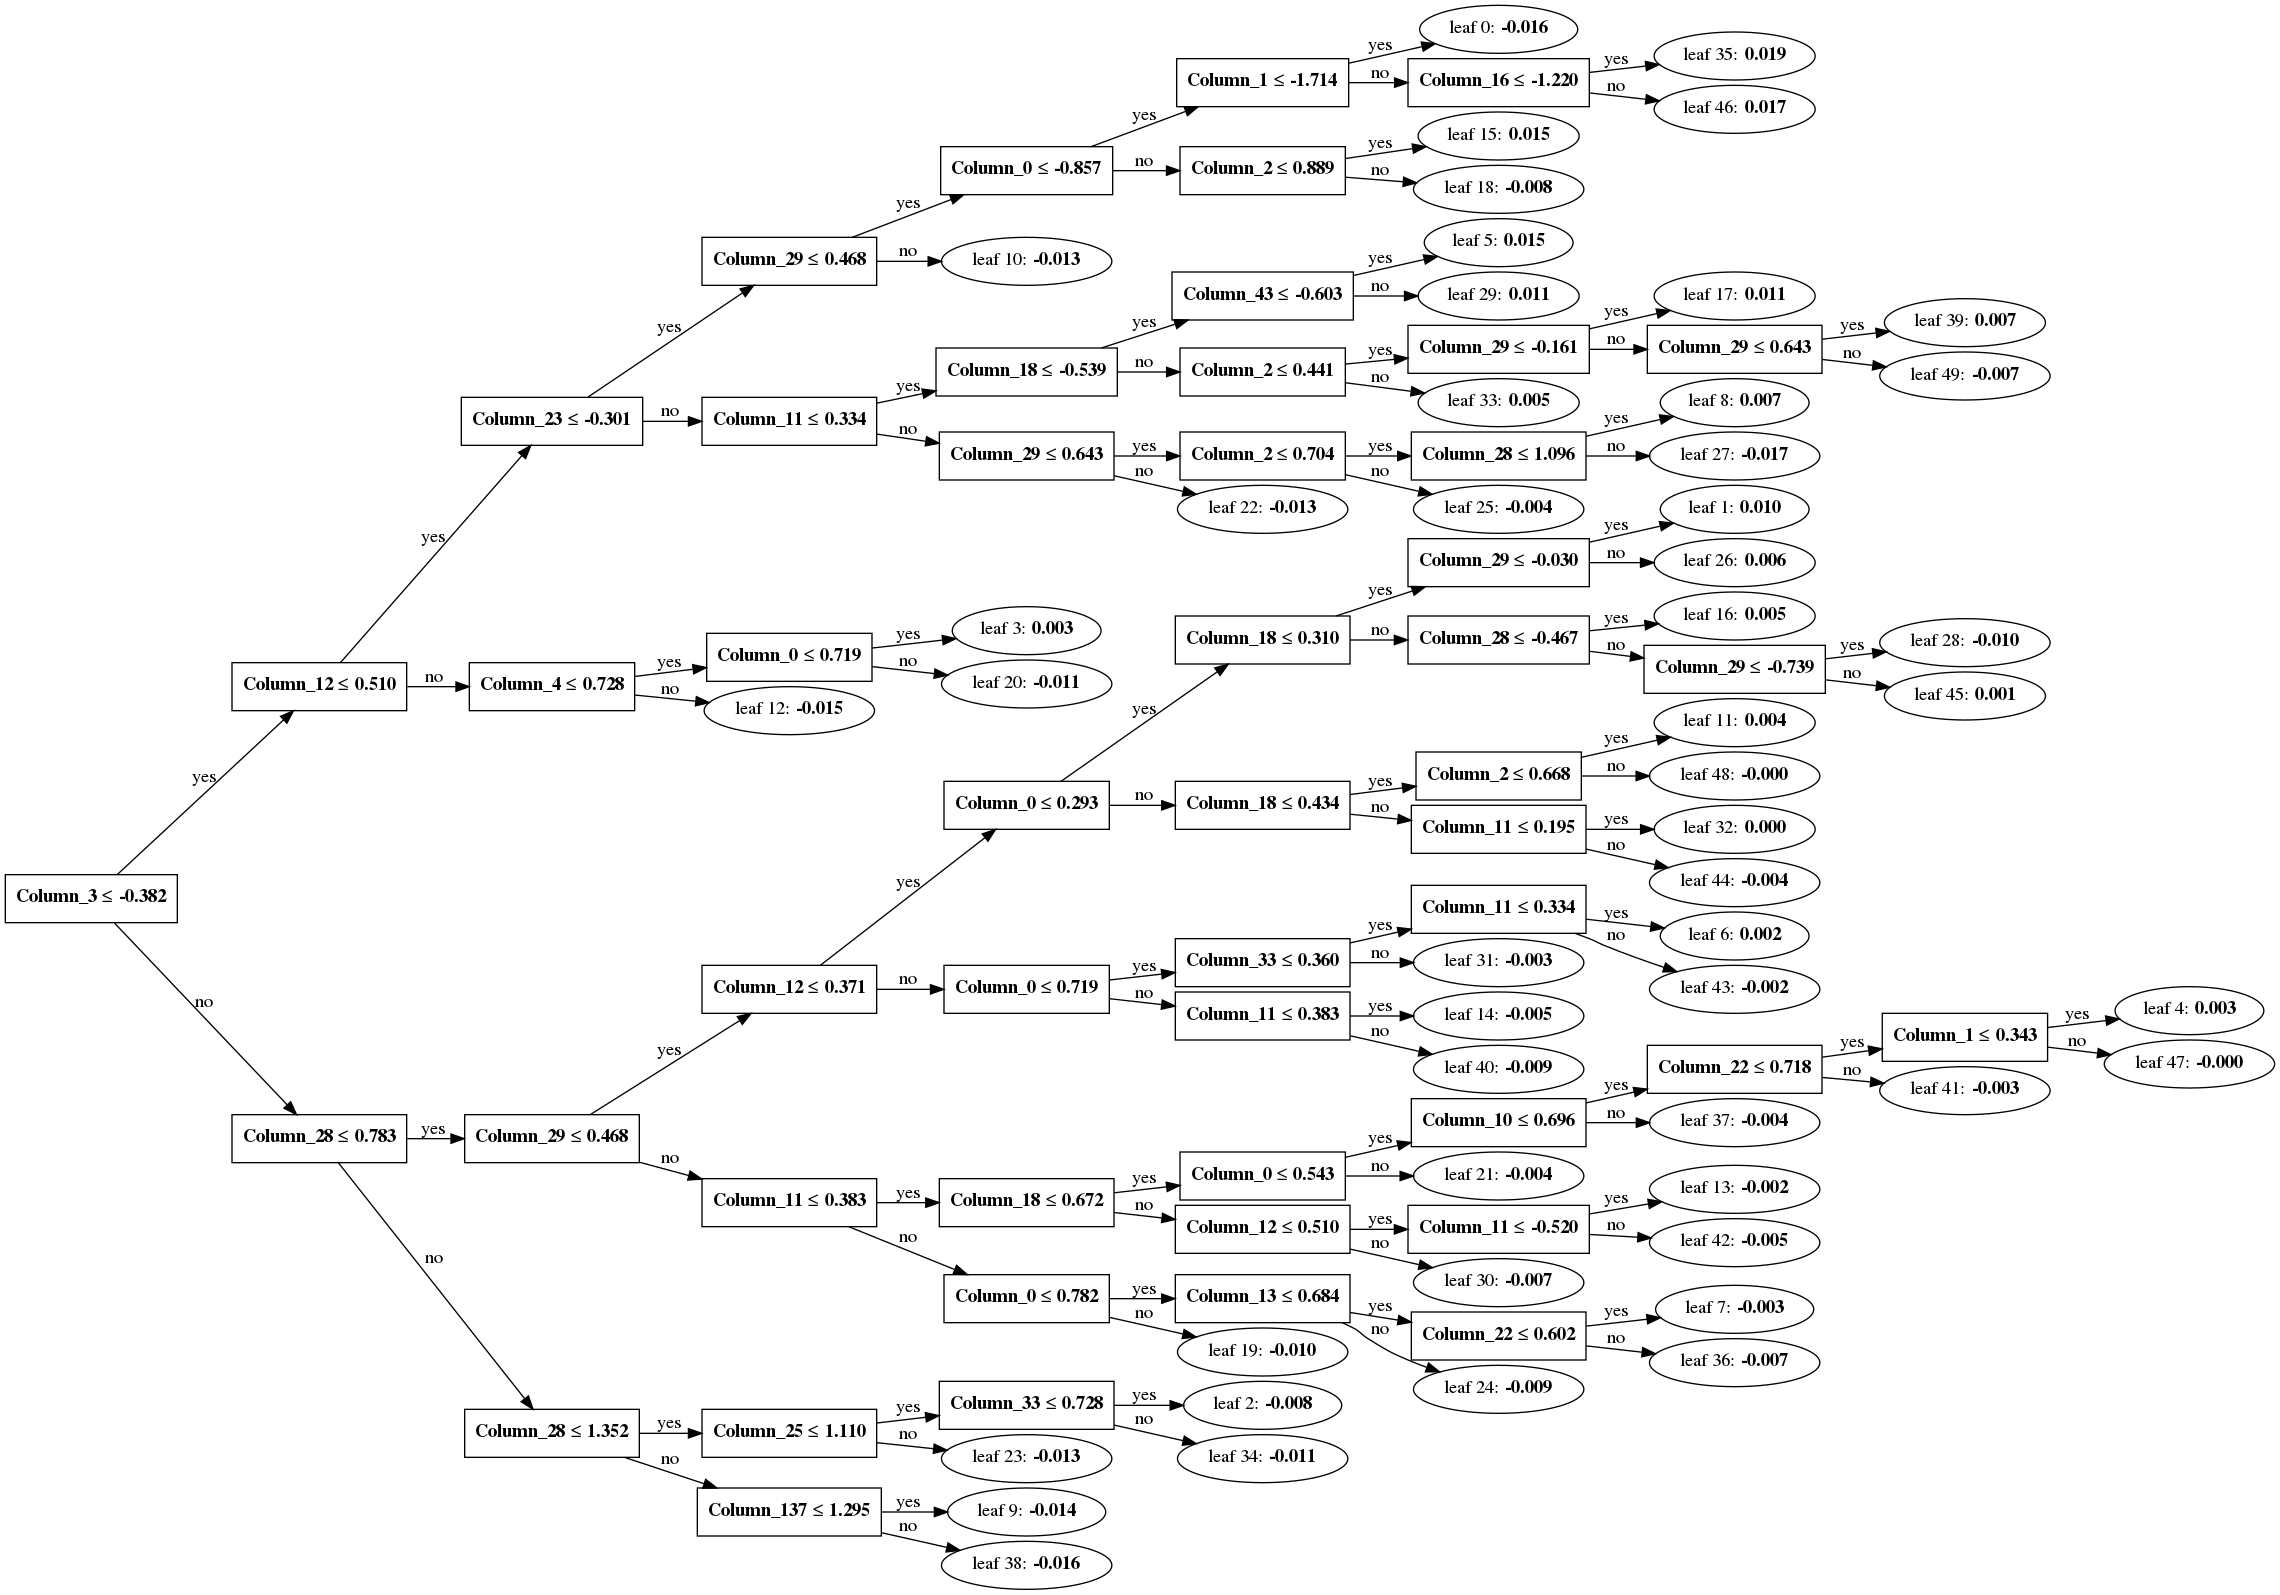 leaf 0: -0.016
yes
Column_1 ≤ -1.714
no
Column_16 ≤ -1.220
yes
leaf 35: 0.019
no
leaf 46: 0.017
yes
Column_0 ≤ -0.857
no
Column_2 ≤ 0.889
yes
leaf 15: 0.015
no
leaf 18: -0.008
yes
Column_29 ≤ 0.468
no
leaf 10: -0.013
yes
Column_43 ≤ -0.603
yes
leaf 5: 0.015
no
leaf 29: 0.011
yes
Column_18 ≤ -0.539
no
Column_2 ≤ 0.441
yes
Column_29 ≤ -0.161
yes
leaf 17: 0.011
no
Column_29 ≤ 0.643
yes
leaf 39: 0.007
no
leaf 49: -0.007
no
leaf 33: 0.005
yes
Column_23 ≤ -0.301
no
Column_11 ≤ 0.334
yes
no
Column_29 ≤ 0.643
yes
Column_2 ≤ 0.704
yes
Column_28 ≤ 1.096
yes
leaf 8: 0.007
no
leaf 27: -0.017
no
leaf 22: -0.013
no
leaf 25: -0.004
yes
Column_12 ≤ 0.510
no
Column_4 ≤ 0.728
yes
Column_0 ≤ 0.719
yes
leaf 3: 0.003
no
leaf 20: -0.011
no
leaf 12: -0.015
yes
Column_3 ≤ -0.382
no
Column_28 ≤ 0.783
yes
Column_29 ≤ 0.468
yes
Column_12 ≤ 0.371
yes
Column_0 ≤ 0.293
yes
Column_18 ≤ 0.310
yes
Column_29 ≤ -0.030
yes
leaf 1: 0.010
no
leaf 26: 0.006
no
Column_28 ≤ -0.467
yes
leaf 16: 0.005
no
Column_29 ≤ -0.739
yes
leaf 28: -0.010
no
leaf 45: 0.001
no
Column_18 ≤ 0.434
yes
Column_2 ≤ 0.668
yes
leaf 11: 0.004
no
leaf 48: -0.000
no
Column_11 ≤ 0.195
yes
leaf 32: 0.000
no
leaf 44: -0.004
no
Column_0 ≤ 0.719
yes
Column_33 ≤ 0.360
yes
Column_11 ≤ 0.334
yes
leaf 6: 0.002
no
leaf 43: -0.002
no
leaf 31: -0.003
no
Column_11 ≤ 0.383
yes
leaf 14: -0.005
no
leaf 40: -0.009
no
Column_11 ≤ 0.383
yes
Column_18 ≤ 0.672
yes
Column_0 ≤ 0.543
yes
Column_10 ≤ 0.696
yes
Column_22 ≤ 0.718
yes
Column_1 ≤ 0.343
yes
leaf 4: 0.003
no
leaf 47: -0.000
no
leaf 41: -0.003
no
leaf 37: -0.004
no
leaf 21: -0.004
no
Column_12 ≤ 0.510
yes
Column_11 ≤ -0.520
yes
leaf 13: -0.002
no
leaf 42: -0.005
no
leaf 30: -0.007
no
Column_0 ≤ 0.782
yes
Column_13 ≤ 0.684
yes
Column_22 ≤ 0.602
yes
leaf 7: -0.003
no
leaf 36: -0.007
no
leaf 24: -0.009
no
leaf 19: -0.010
no
Column_28 ≤ 1.352
yes
Column_25 ≤ 1.110
yes
Column_33 ≤ 0.728
yes
leaf 2: -0.008
no
leaf 34: -0.011
no
leaf 23: -0.013
no
Column_137 ≤ 1.295
yes
leaf 9: -0.014
no
leaf 38: -0.016